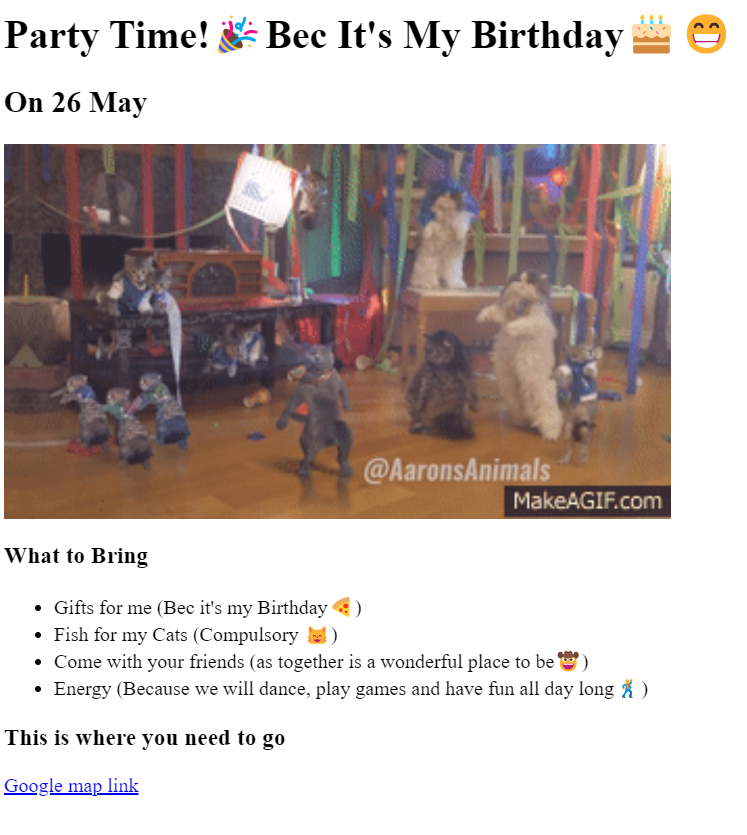 Party Time! 🎉 Bec It's My Birthday 🎂 😁
On 26 May
@AaronsAnimals
MakeAGIF.com
What to Bring
• Gifts for me (Bec it's my Birthday 🍕 )
• Fish for my Cats (Compulsory 😸 )
• Come with your friends (as together is a wonderful place to be 🤠 )
• Energy (Because we will dance, play games and have fun all day long 🕺 )
This is where you need to go
Google map link